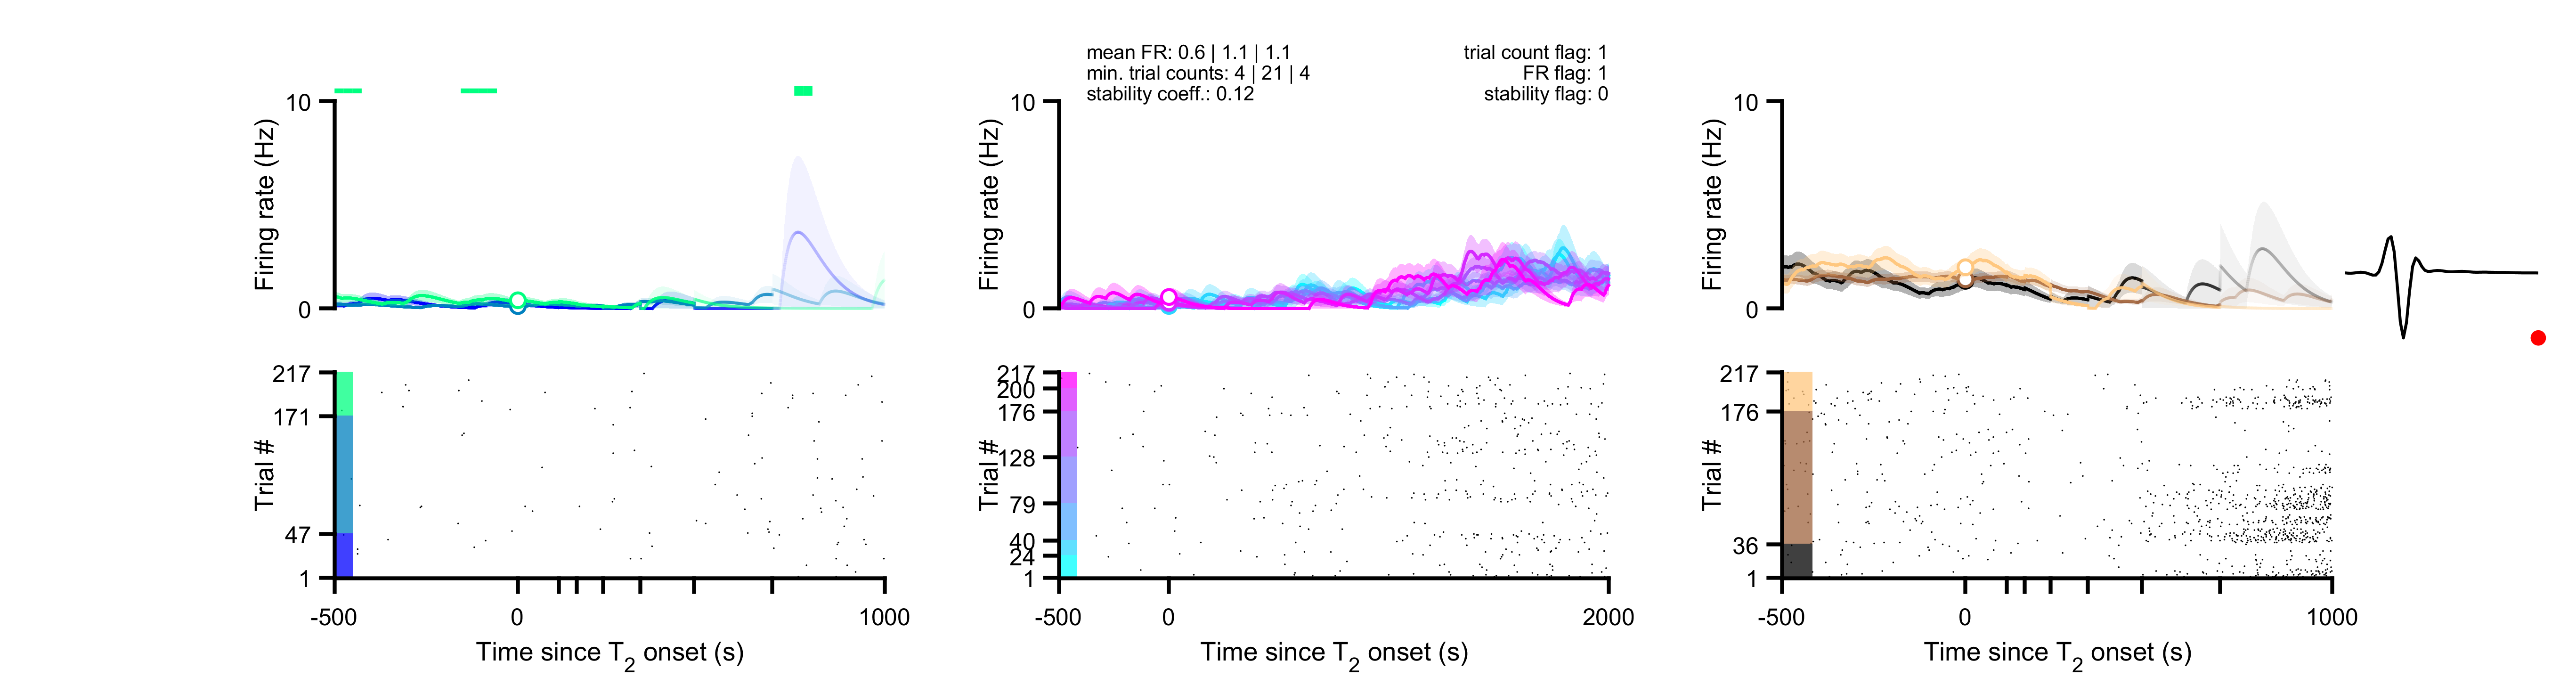 mean FR: 0.6 | 1.1 | 1.1
min. trial counts: 4 | 21 | 4
stability coeff.: 0.12
trial count flag: 1
FR flag: 1
stability flag: 0
10
0
Firing rate (Hz)
217
171
47
1
Trial #
-500
0
1000
Time since T2 onset (s)
10
0
Firing rate (Hz)
217
200
176
128
79
40
24
1
Trial #
-500
0
2000
Time since T2 onset (s)
10
0
Firing rate (Hz)
217
176
36
1
Trial #
-500
0
1000
Time since T2 onset (s)